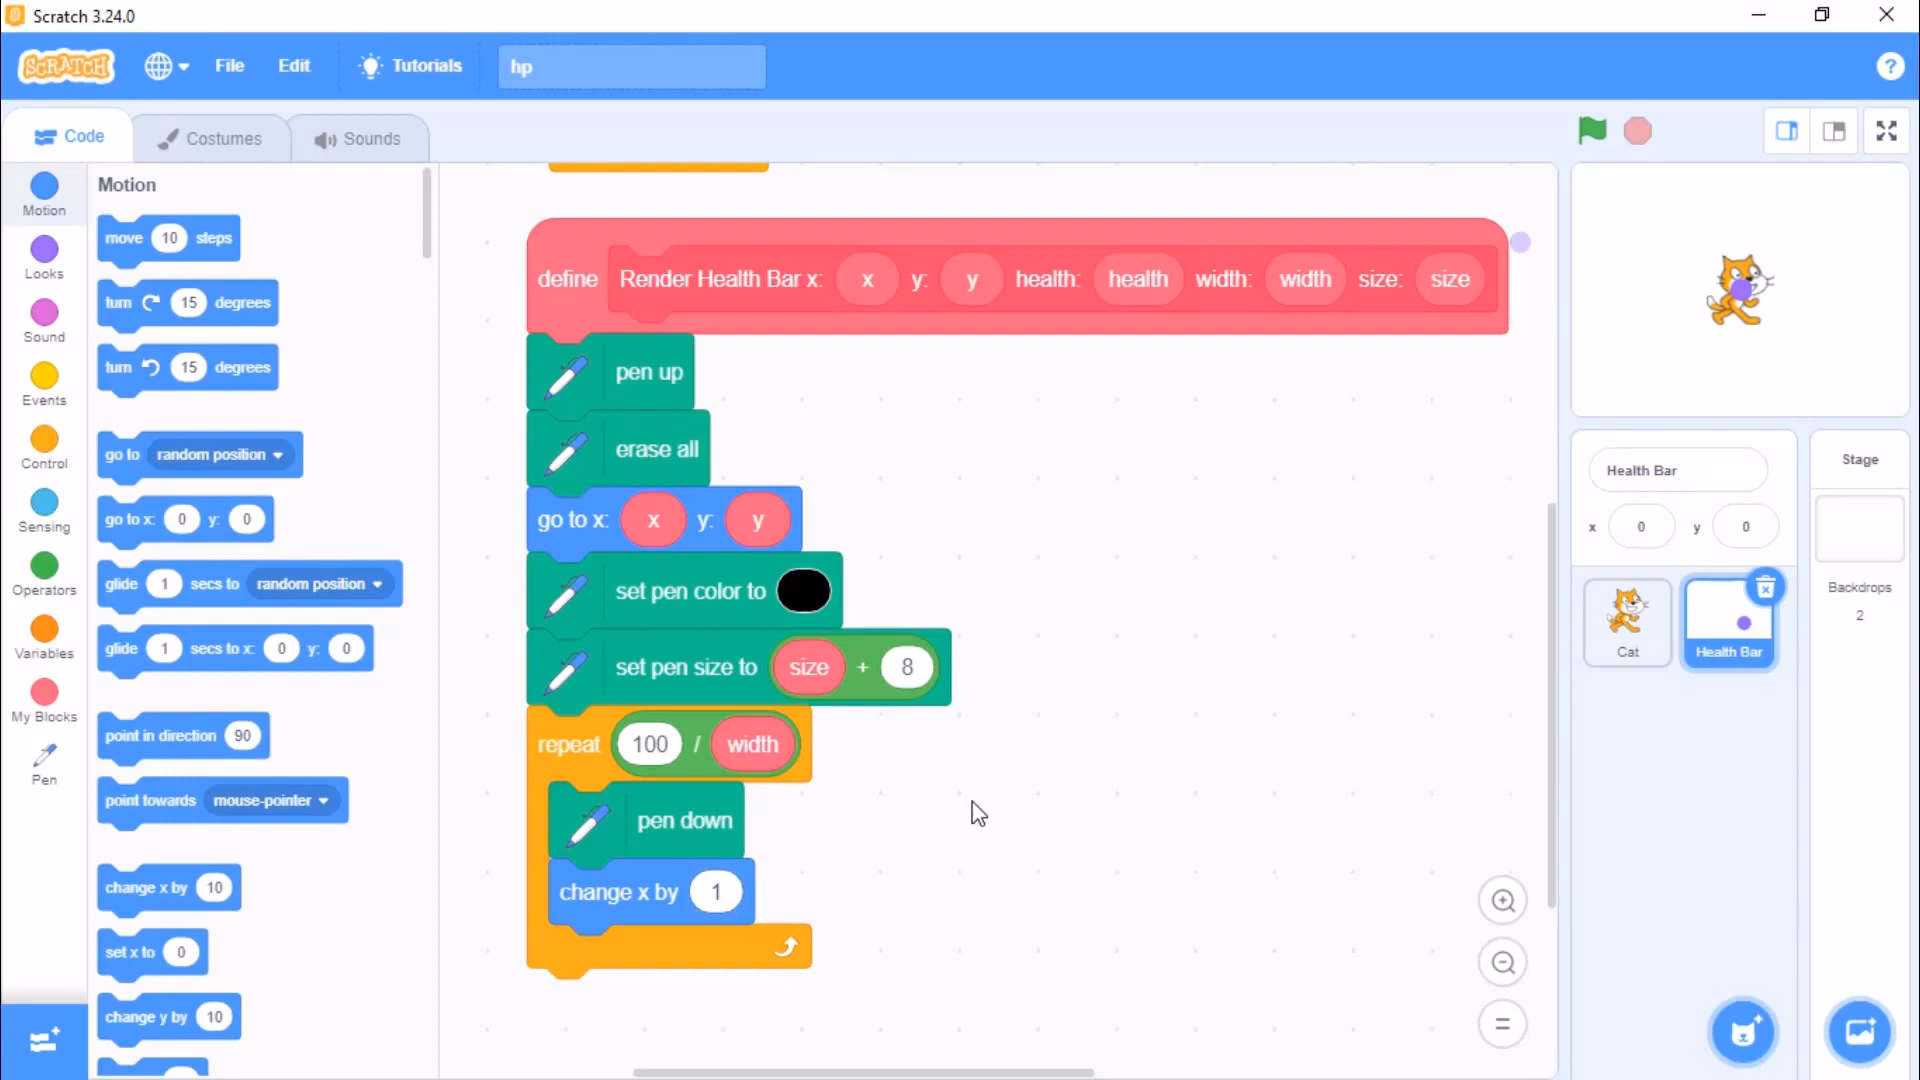 Scratch 3.24.0
SCRATCH File Edit Tutorials hp ?
Code Costumes Sounds
Motion
Looks
Sound
Events
Control
Sensing
Operators
Variables
My Blocks
Pen
Motion
move 10 steps
turn 15 degrees
turn 15 degrees
go to random position
go to x: 0 y: 0
glide 1 secs to random position
glide 1 secs to x: 0 y: 0
point in direction 90
point towards mouse-pointer
change x by 10
set x to 0
change y by 10
define Render Health Bar x: x y: y health: health width: width size: size
pen up
erase all
go to x: x y: y
set pen color to
set pen size to size + 8
repeat 100 / width
pen down
change x by 1
Health Bar
x 0 y 0
Cat
Health Bar
Stage
Backdrops
2